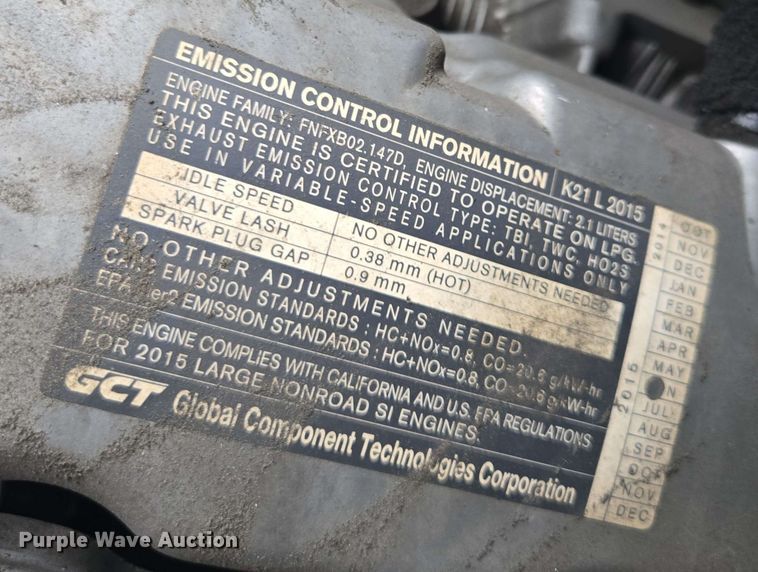 EMISSION CONTROL INFORMATION K21 L 2015
ENGINE FAMILY: FNFXB02.147D, ENGINE DISPLACEMENT: 2.1 LITERS
THIS ENGINE IS CERTIFIED TO OPERATE ON LPG.
EXHAUST EMISSION CONTROL TYPE: TBI, TWC, HO2S
USE IN VARIABLE-SPEED APPLICATIONS ONLY
IDLE SPEED NO OTHER ADJUSTMENTS NEEDED
VALVE LASH 0.38 mm (HOT)
SPARK PLUG GAP 0.9 mm
NO OTHER ADJUSTMENTS NEEDED.
EMISSION STANDARDS : HC+NOx=0.8, CO=20.6 g/kW-hr
EPA Tier2 EMISSION STANDARDS : HC+NOx=0.8, CO=20.6 g/kW-hr
THIS ENGINE COMPLIES WITH CALIFORNIA AND U.S. EPA REGULATIONS
FOR 2015 LARGE NONROAD SI ENGINES.
GCT Global Component Technologies Corporation
2014
OCT
NOV
DEC
2015
JAN
FEB
MAR
APR
MAY
JUL
AUG
SEP
OCT
NOV
DEC
Purple Wave Auction